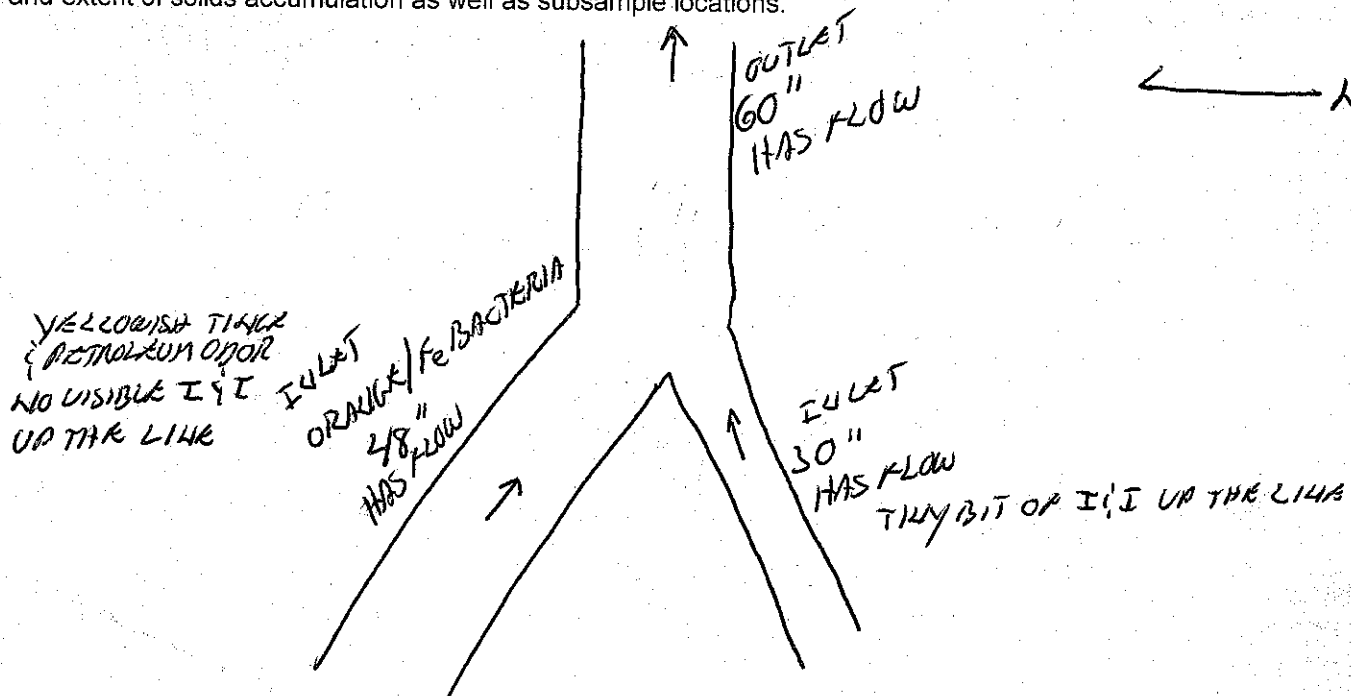 and extent of solids accumulation as well as subsample locations.
OUTLET
60"
HAS FLOW
YELLOWISH TINGE
& PETROLEUM ODOR
NO VISIBLE I & I
UP THE LINE
INLET
ORANGE/Fe BACTERIA
48"
HAS FLOW
INLET
30"
HAS FLOW
TINY BIT OF I & I UP THE LINE